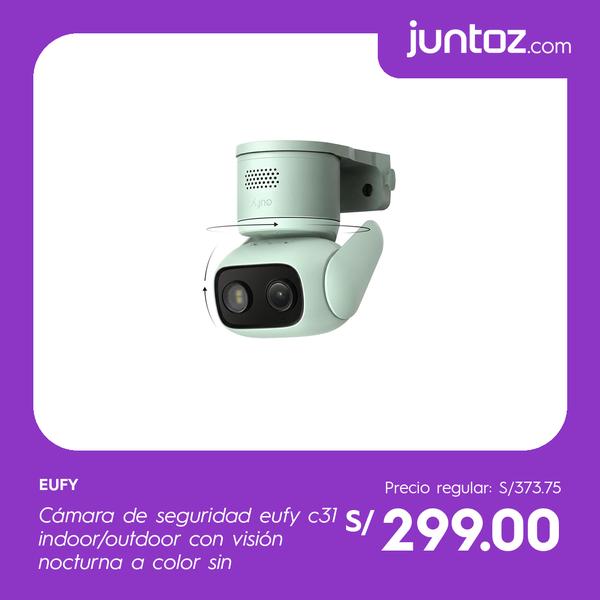 juntoz.com
eufy
EUFY
Precio regular: S/373.75
Cámara de seguridad eufy c31
indoor/outdoor con visión
nocturna a color sin
S/ 299.00